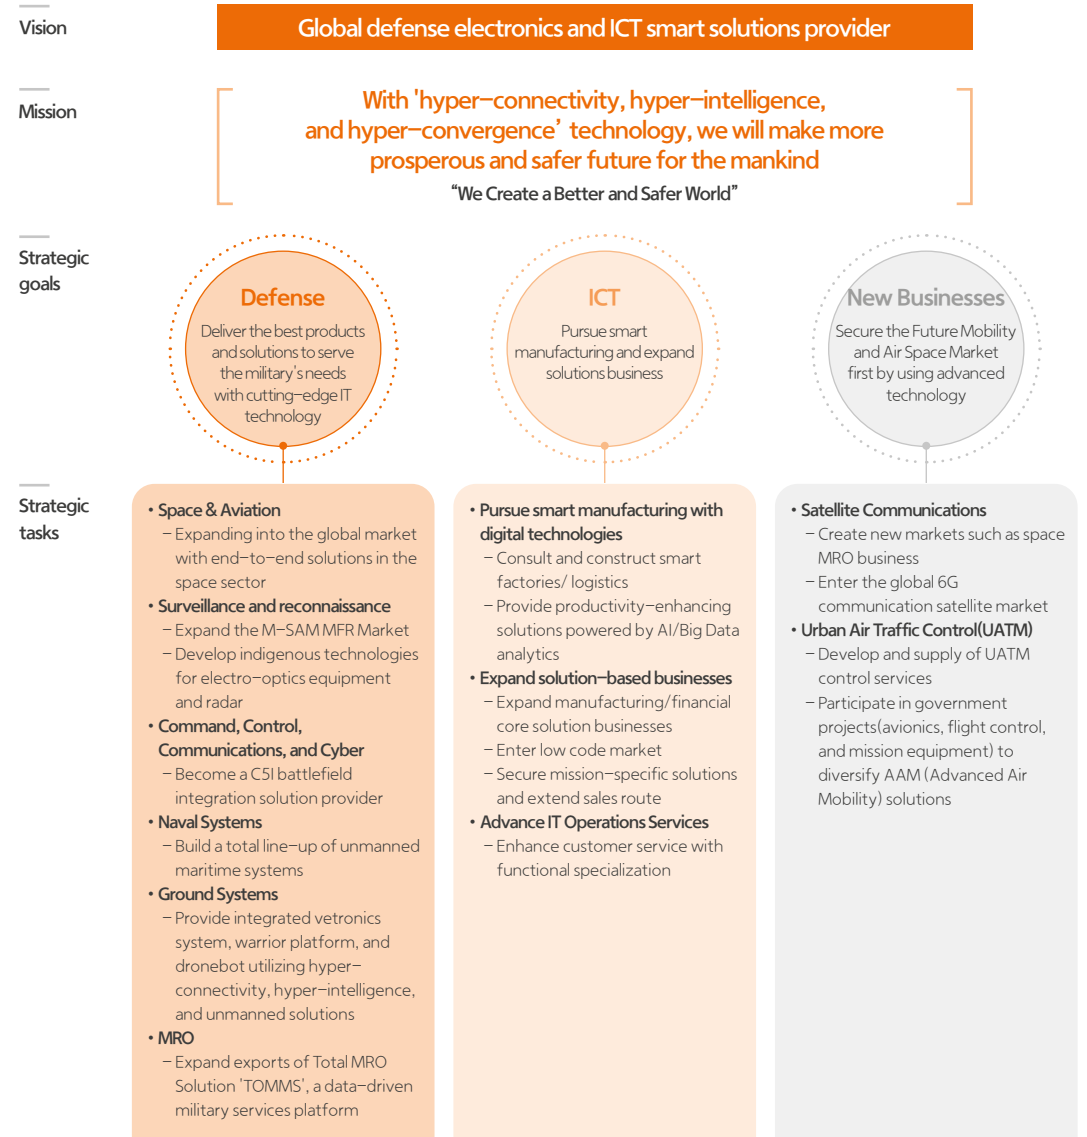 Vision
Global defense electronics and ICT smart solutions provider
Mission
With 'hyper-connectivity, hyper-intelligence,
and hyper-convergence’ technology, we will make more
prosperous and safer future for the mankind
“We Create a Better and Safer World”
Strategic
goals
Defense
Deliver the best products
and solutions to serve
the military's needs
with cutting-edge IT
technology
ICT
Pursue smart
manufacturing and expand
solutions business
New Businesses
Secure the Future Mobility
and Air Space Market
first by using advanced
technology
Strategic
tasks
• Space & Aviation
- Expanding into the global market
with end-to-end solutions in the
space sector
• Surveillance and reconnaissance
- Expand the M-SAM MFR Market
- Develop indigenous technologies
for electro-optics equipment
and radar
• Command, Control,
Communications, and Cyber
- Become a C5I battlefield
integration solution provider
• Naval Systems
- Build a total line-up of unmanned
maritime systems
• Ground Systems
- Provide integrated vetronics
system, warrior platform, and
dronebot utilizing hyper-
connectivity, hyper-intelligence,
and unmanned solutions
• MRO
- Expand exports of Total MRO
Solution 'TOMMS', a data-driven
military services platform
• Pursue smart manufacturing with
digital technologies
- Consult and construct smart
factories/ logistics
- Provide productivity-enhancing
solutions powered by AI/Big Data
analytics
• Expand solution-based businesses
- Expand manufacturing/financial
core solution businesses
- Enter low code market
- Secure mission-specific solutions
and extend sales route
• Advance IT Operations Services
- Enhance customer service with
functional specialization
• Satellite Communications
- Create new markets such as space
MRO business
- Enter the global 6G
communication satellite market
• Urban Air Traffic Control(UATM)
- Develop and supply of UATM
control services
- Participate in government
projects(avionics, flight control,
and mission equipment) to
diversify AAM (Advanced Air
Mobility) solutions